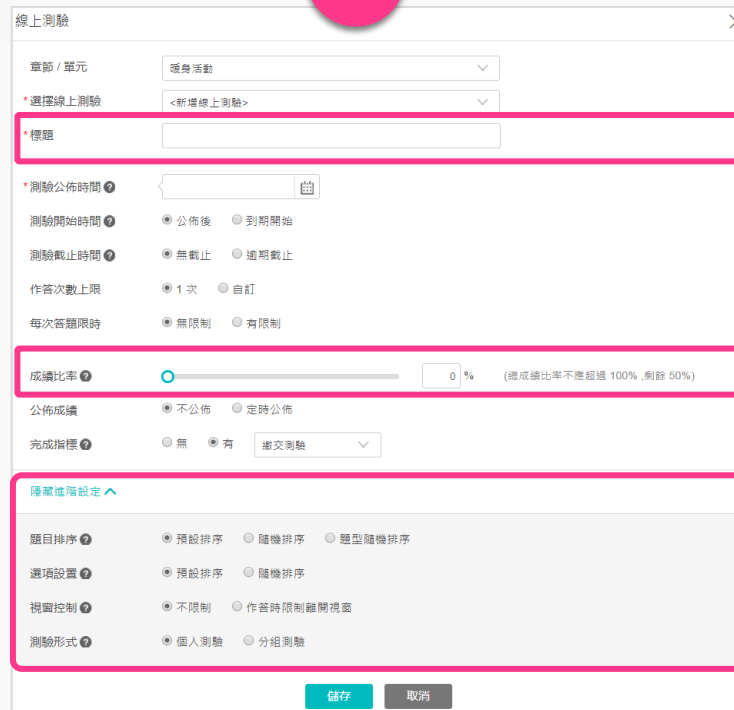 線上測驗
章節 / 單元 暖身活動
*選擇線上測驗 <新增線上測驗>
*標題
*測驗公佈時間 ?
測驗開始時間 ? 公佈後 到期開始
測驗截止時間 ? 無截止 逾期截止
作答次數上限 1 次 自訂
每次答題限時 無限制 有限制
成績比率 ? 0 % (總成績比率不應超過 100% ,剩餘 50%)
公佈成績 不公佈 定時公佈
完成指標 ? 無 有 繳交測驗
隱藏進階設定
題目排序 ? 預設排序 隨機排序 題型隨機排序
選項設置 ? 預設排序 隨機排序
視窗控制 ? 不限制 作答時限制離開視窗
測驗形式 ? 個人測驗 分組測驗
儲存 取消